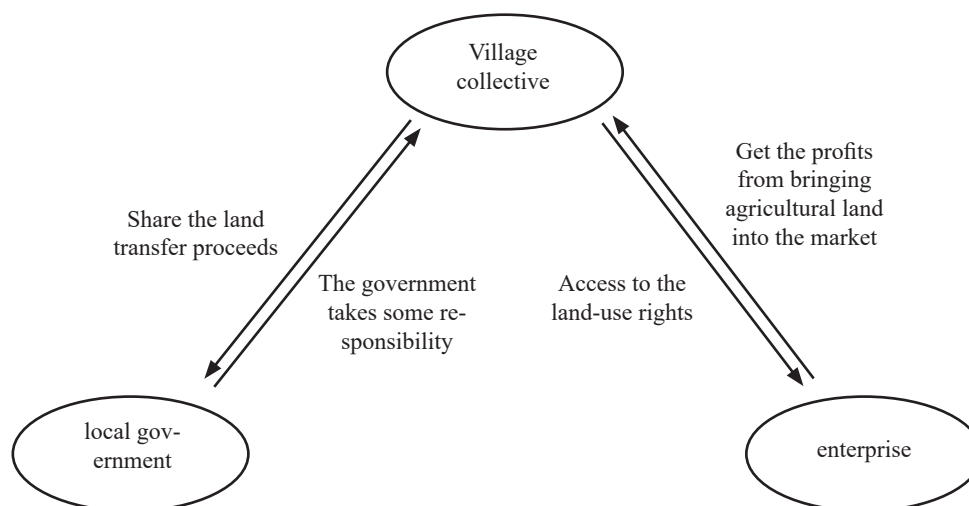 Village
collective
Get the profits
from bringing
agricultural land
into the market
Share the land
transfer proceeds
The government
takes some re-
sponsibility
Access to the
land-use rights
local gov-
ernment
enterprise